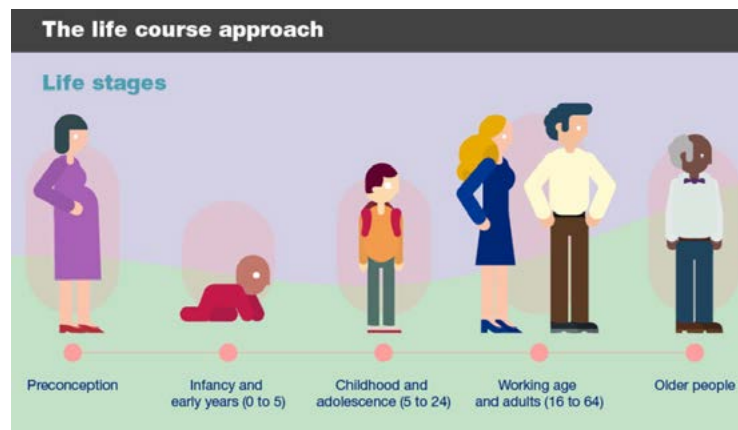 The life course approach
Life stages
Preconception
Infancy and
early years (0 to 5)
Childhood and
adolescence (5 to 24)
Working age
and adults (16 to 64)
Older people